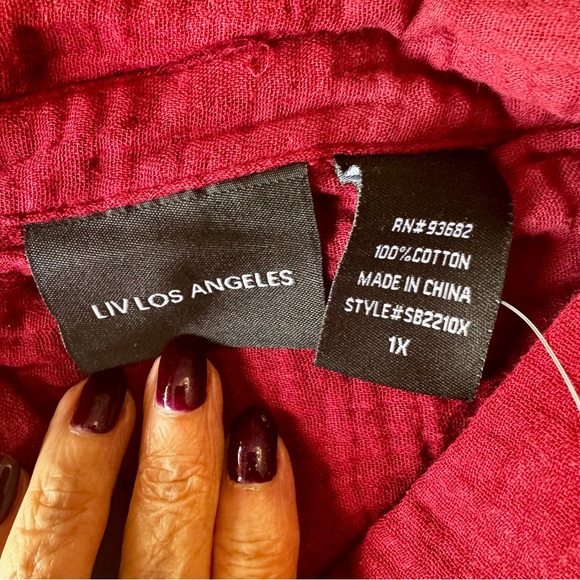 LIV LOS ANGELES
RN#93682
100%COTTON
MADE IN CHINA
STYLE#SB2210X
1X